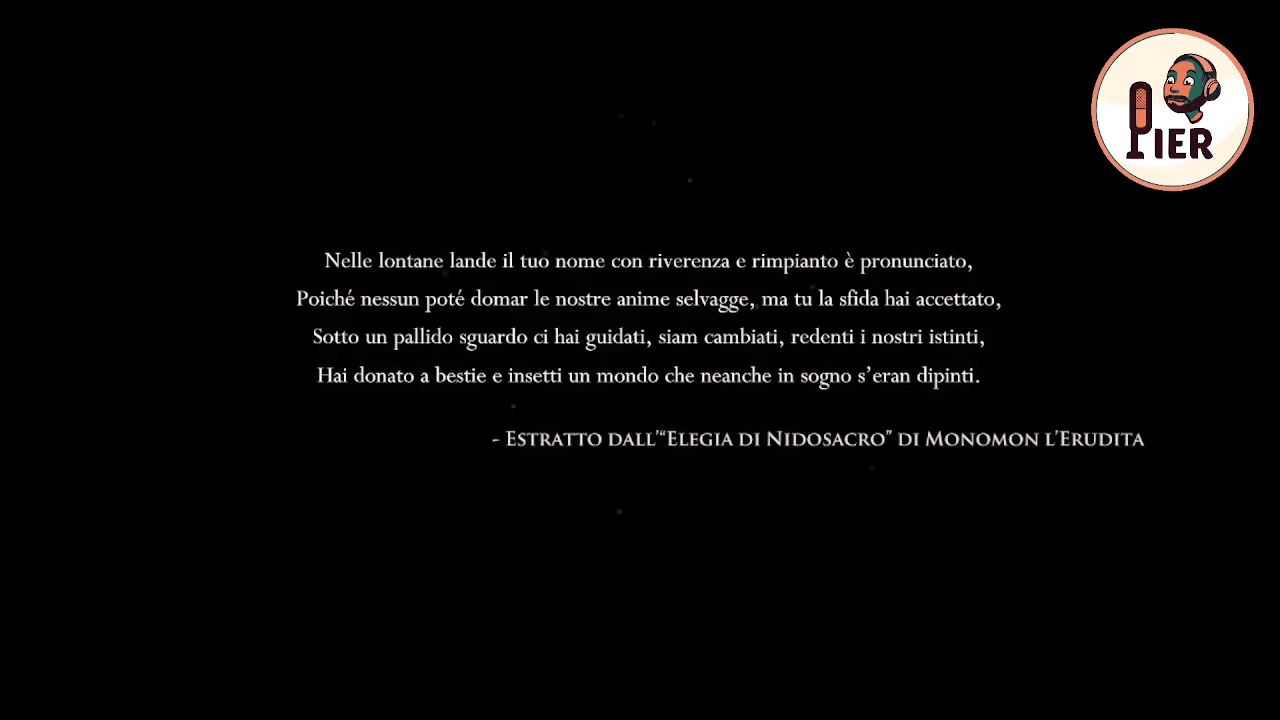 PIER
Nelle lontane lande il tuo nome con riverenza e rimpianto è pronunciato,
Poiché nessun poté domar le nostre anime selvagge, ma tu la sfida hai accettato,
Sotto un pallido sguardo ci hai guidati, siam cambiati, redenti i nostri istinti,
Hai donato a bestie e insetti un mondo che neanche in sogno s’eran dipinti.
- Estratto dall’“Elegia di Nidosacro” di Monomon l’Erudita